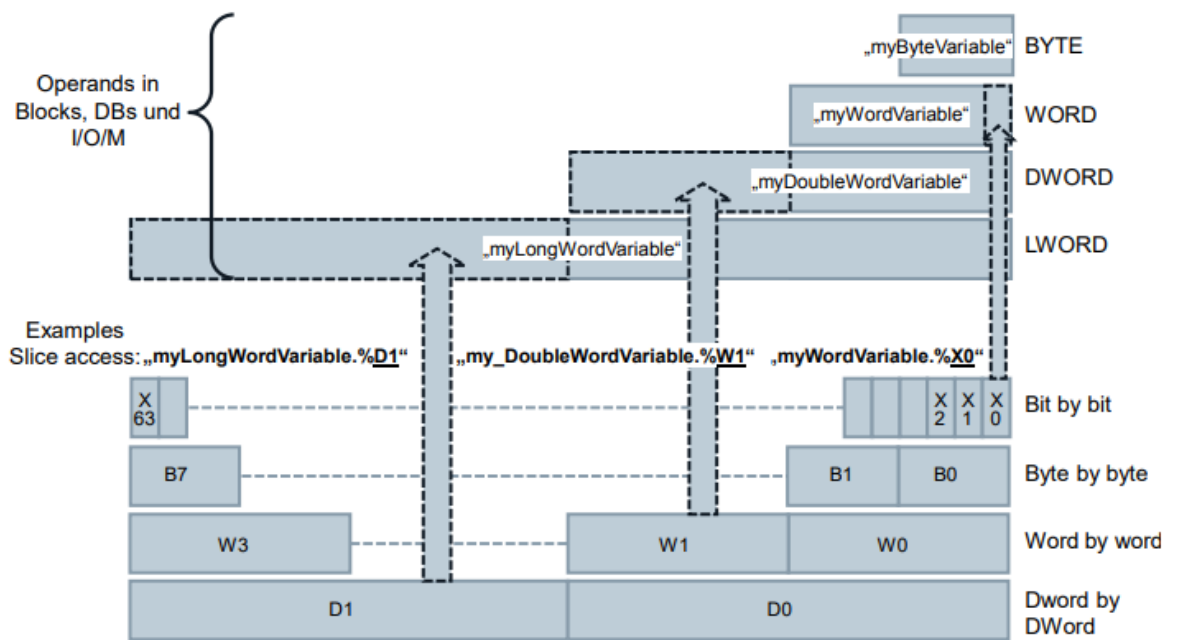 „myByteVariable“ BYTE
Operands in
Blocks, DBs und
I/O/M
„myWordVariable“ WORD
„myDoubleWordVariable“ DWORD
„myLongWordVariable“ LWORD
Examples
Slice access: „myLongWordVariable.%D1“ „my_DoubleWordVariable.%W1“ „myWordVariable.%X0“
X
63
X
2
X
1
X
0
Bit by bit
B7 B1 B0 Byte by byte
W3 W1 W0 Word by word
D1 D0 Dword by
DWord